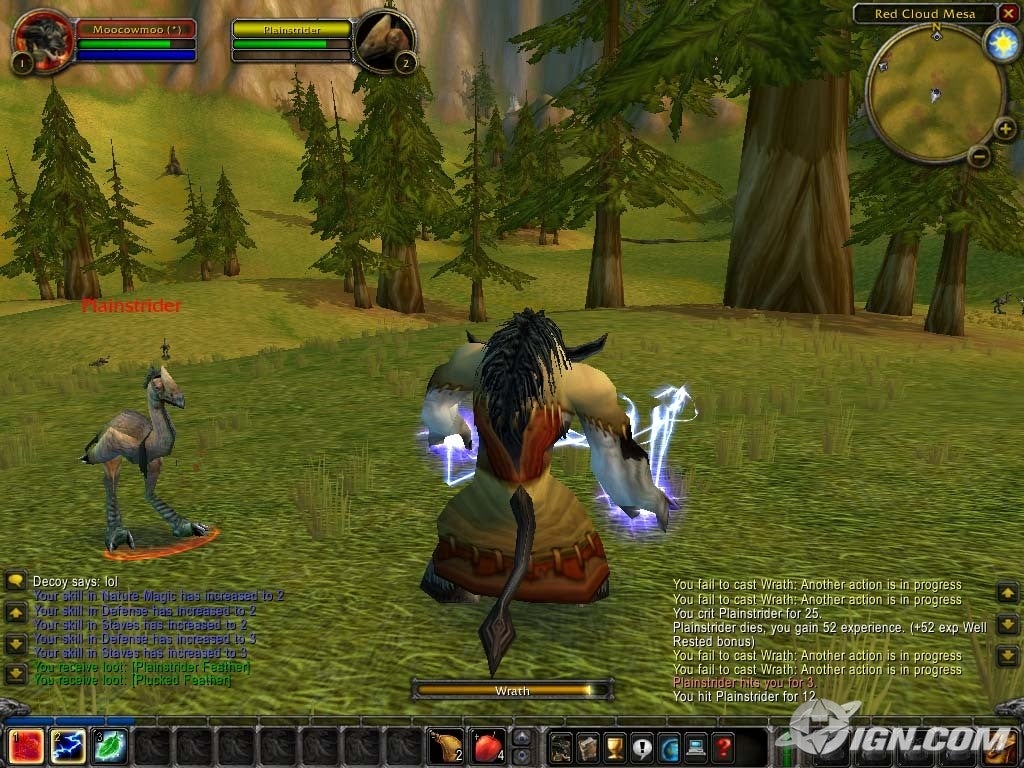 Moocowmoo (*)
1
Plainstrider
2
Red Cloud Mesa
N
Plainstrider
Decoy says: lol
Your skill in Nature Magic has increased to 2
Your skill in Defense has increased to 2
Your skill in Staves has increased to 2
Your skill in Defense has increased to 3
Your skill in Staves has increased to 3
You receive loot: [Plainstrider Feather]
You receive loot: [Plucked Feather]
You fail to cast Wrath: Another action is in progress
You fail to cast Wrath: Another action is in progress
You crit Plainstrider for 25.
Plainstrider dies, you gain 52 experience. (+52 exp Well
Rested bonus)
You fail to cast Wrath: Another action is in progress
You fail to cast Wrath: Another action is in progress
Plainstrider hits you for 3.
You hit Plainstrider for 12.
Wrath
1 2 3 2 4
IGN.COM